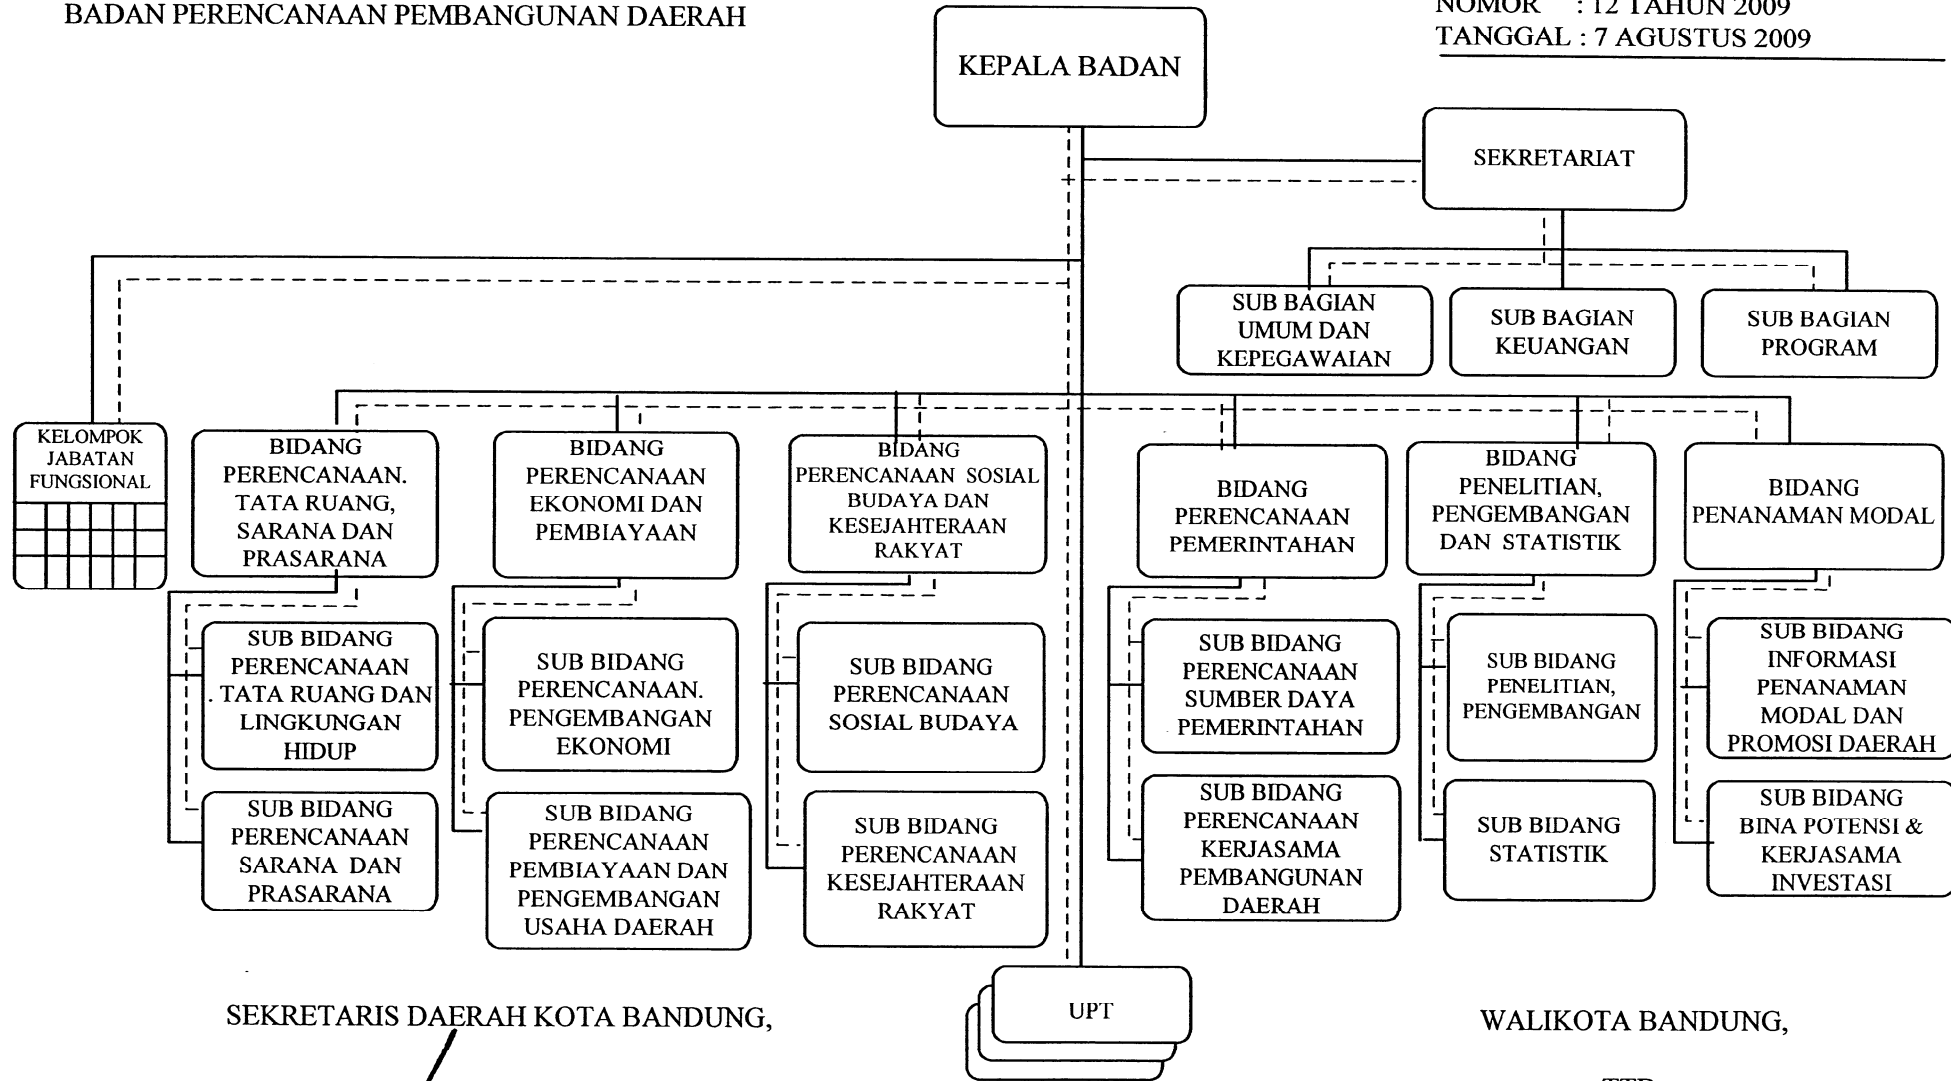 BADAN PERENCANAAN PEMBANGUNAN DAERAH
NOMOR : 12 TAHUN 2009
TANGGAL : 7 AGUSTUS 2009
KEPALA BADAN
SEKRETARIAT
SUB BAGIAN
UMUM DAN
KEPEGAWAIAN
SUB BAGIAN
KEUANGAN
SUB BAGIAN
PROGRAM
KELOMPOK
JABATAN
FUNGSIONAL
BIDANG
PERENCANAAN.
TATA RUANG,
SARANA DAN
PRASARANA
BIDANG
PERENCANAAN
EKONOMI DAN
PEMBIAYAAN
BIDANG
PERENCANAAN SOSIAL
BUDAYA DAN
KESEJAHTERAAN
RAKYAT
BIDANG
PERENCANAAN
PEMERINTAHAN
BIDANG
PENELITIAN,
PENGEMBANGAN
DAN STATISTIK
BIDANG
PENANAMAN MODAL
SUB BIDANG
PERENCANAAN
. TATA RUANG DAN
LINGKUNGAN
HIDUP
SUB BIDANG
PERENCANAAN.
PENGEMBANGAN
EKONOMI
SUB BIDANG
PERENCANAAN
SOSIAL BUDAYA
SUB BIDANG
PERENCANAAN
SUMBER DAYA
PEMERINTAHAN
SUB BIDANG
PENELITIAN,
PENGEMBANGAN
SUB BIDANG
INFORMASI
PENANAMAN
MODAL DAN
PROMOSI DAERAH
SUB BIDANG
PERENCANAAN
SARANA DAN
PRASARANA
SUB BIDANG
PERENCANAAN
PEMBIAYAAN DAN
PENGEMBANGAN
USAHA DAERAH
SUB BIDANG
PERENCANAAN
KESEJAHTERAAN
RAKYAT
SUB BIDANG
PERENCANAAN
KERJASAMA
PEMBANGUNAN
DAERAH
SUB BIDANG
STATISTIK
SUB BIDANG
BINA POTENSI &
KERJASAMA
INVESTASI
UPT
SEKRETARIS DAERAH KOTA BANDUNG,
WALIKOTA BANDUNG,